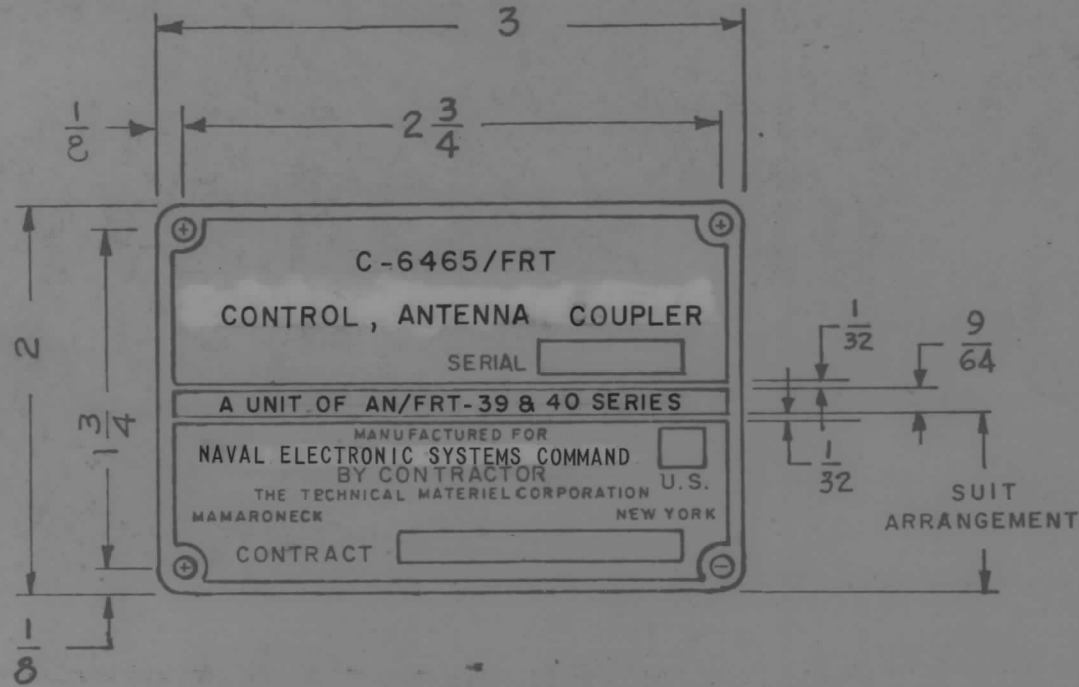 3
1/8
2 3/4
2
1 3/4
C-6465/FRT
CONTROL, ANTENNA COUPLER
SERIAL
A UNIT OF AN/FRT-39 & 40 SERIES
MANUFACTURED FOR
NAVAL ELECTRONIC SYSTEMS COMMAND
BY CONTRACTOR
U.S.
THE TECHNICAL MATERIEL CORPORATION
MAMARONECK NEW YORK
CONTRACT
1/32
9/64
1/32
SUIT
ARRANGEMENT
1/8